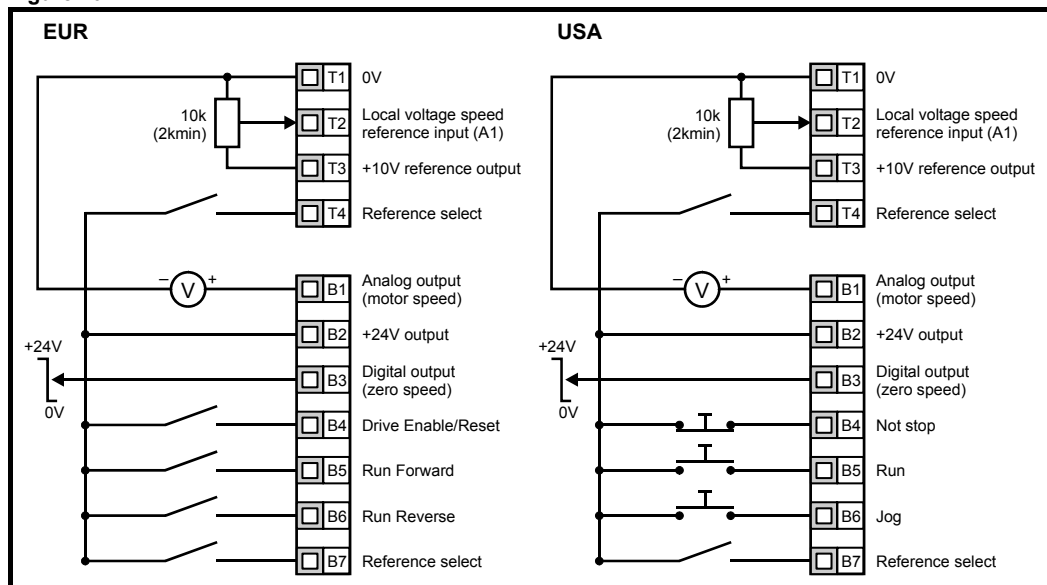 EUR
T1 0V
10k
(2kmin)
T2 Local voltage speed
reference input (A1)
T3 +10V reference output
T4 Reference select
– V +
B1 Analog output
(motor speed)
B2 +24V output
+24V
0V
B3 Digital output
(zero speed)
B4 Drive Enable/Reset
B5 Run Forward
B6 Run Reverse
B7 Reference select
USA
T1 0V
10k
(2kmin)
T2 Local voltage speed
reference input (A1)
T3 +10V reference output
T4 Reference select
– V +
B1 Analog output
(motor speed)
B2 +24V output
+24V
0V
B3 Digital output
(zero speed)
B4 Not stop
B5 Run
B6 Jog
B7 Reference select